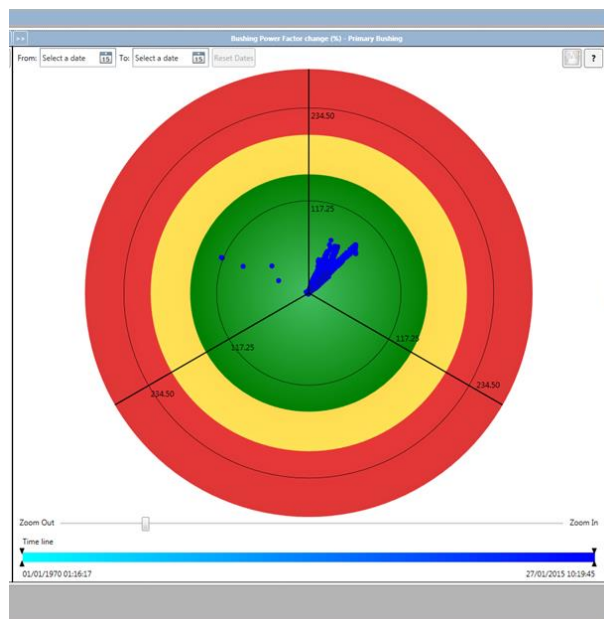 >> Bushing Power Factor change (%) - Primary Bushing
From: Select a date 15 To: Select a date 15 Reset Dates ?
234.50
117.25
117.25 117.25
234.50 234.50
Zoom Out Zoom In
Time line
01/01/1970 01:16:17 27/01/2015 10:19:45